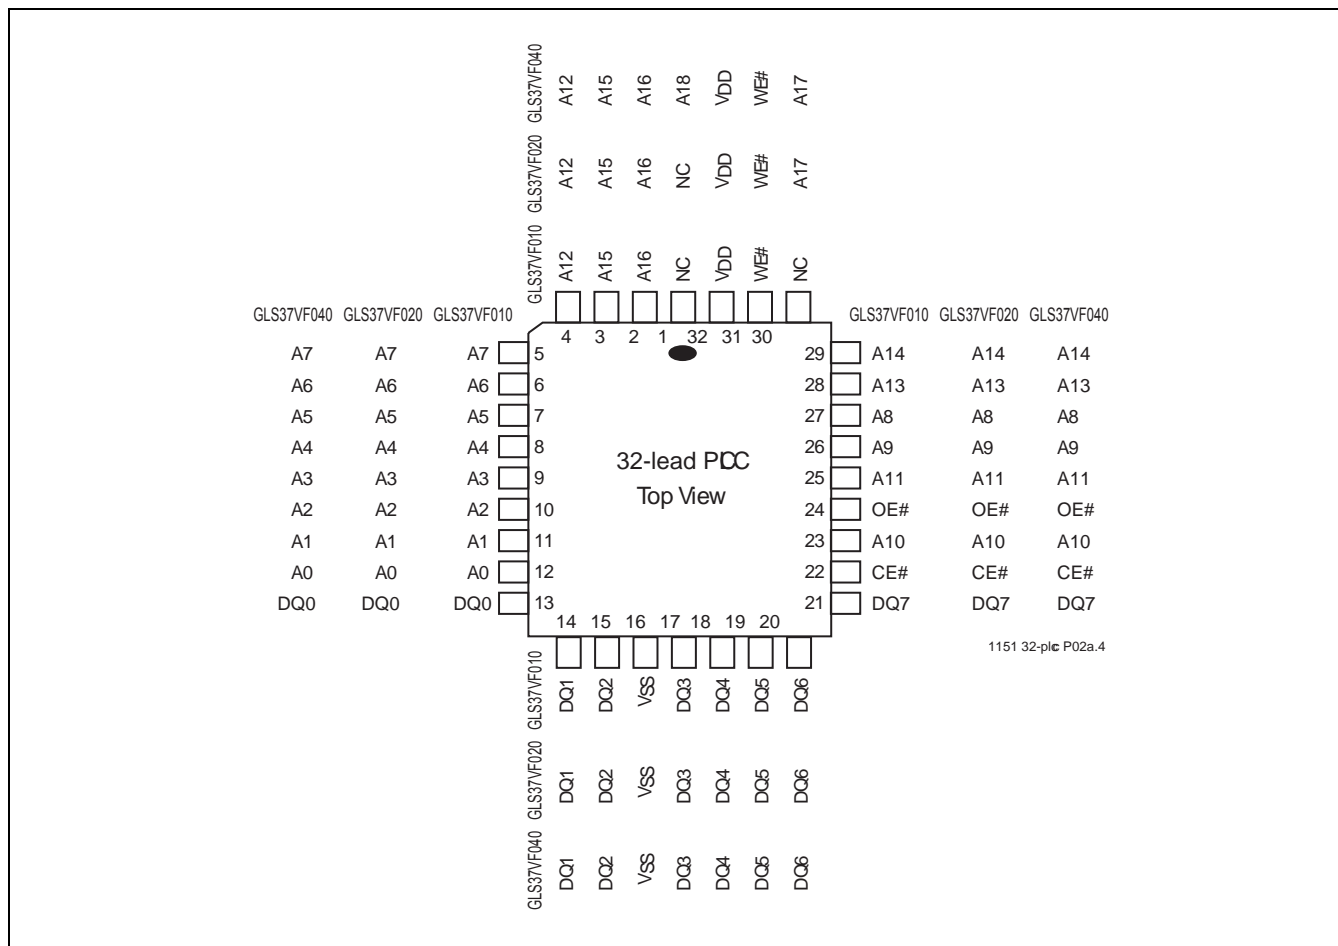 GLS37VF040 A12 A15 A16 A18 VDD WE# A17
GLS37VF020 A12 A15 A16 NC VDD WE# A17
GLS37VF010 A12 A15 A16 NC VDD WE# NC
GLS37VF040 GLS37VF020 GLS37VF010 GLS37VF010 GLS37VF020 GLS37VF040
4 3 2 1 32 31 30
A7 A7 A7 5 29 A14 A14 A14
A6 A6 A6 6 28 A13 A13 A13
A5 A5 A5 7 27 A8 A8 A8
A4 A4 A4 8 26 A9 A9 A9
32-lead PLCC
A3 A3 A3 9 25 A11 A11 A11
Top View
A2 A2 A2 10 24 OE# OE# OE#
A1 A1 A1 11 23 A10 A10 A10
A0 A0 A0 12 22 CE# CE# CE#
DQ0 DQ0 DQ0 13 21 DQ7 DQ7 DQ7
14 15 16 17 18 19 20
1151 32-plcc P02a.4
GLS37VF010 DQ1 DQ2 VSS DQ3 DQ4 DQ5 DQ6
GLS37VF020 DQ1 DQ2 VSS DQ3 DQ4 DQ5 DQ6
GLS37VF040 DQ1 DQ2 VSS DQ3 DQ4 DQ5 DQ6